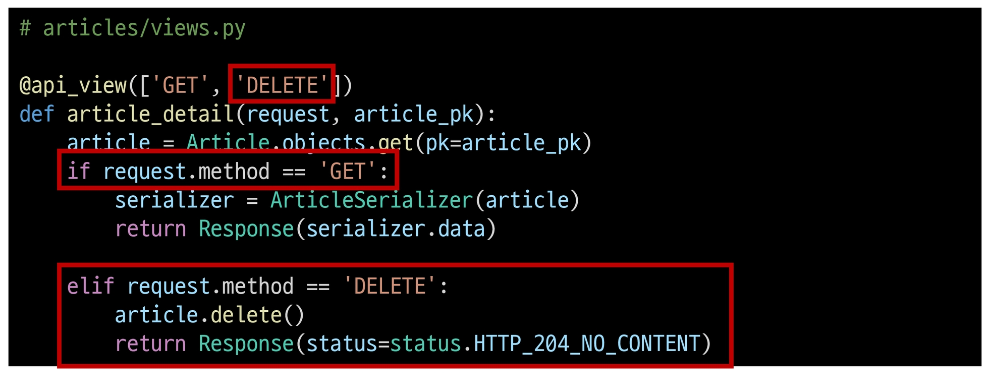 # articles/views.py
@api_view(['GET', 'DELETE'])
def article_detail(request, article_pk):
    article = Article.objects.get(pk=article_pk)
    if request.method == 'GET':
        serializer = ArticleSerializer(article)
        return Response(serializer.data)
    elif request.method == 'DELETE':
        article.delete()
        return Response(status=status.HTTP_204_NO_CONTENT)